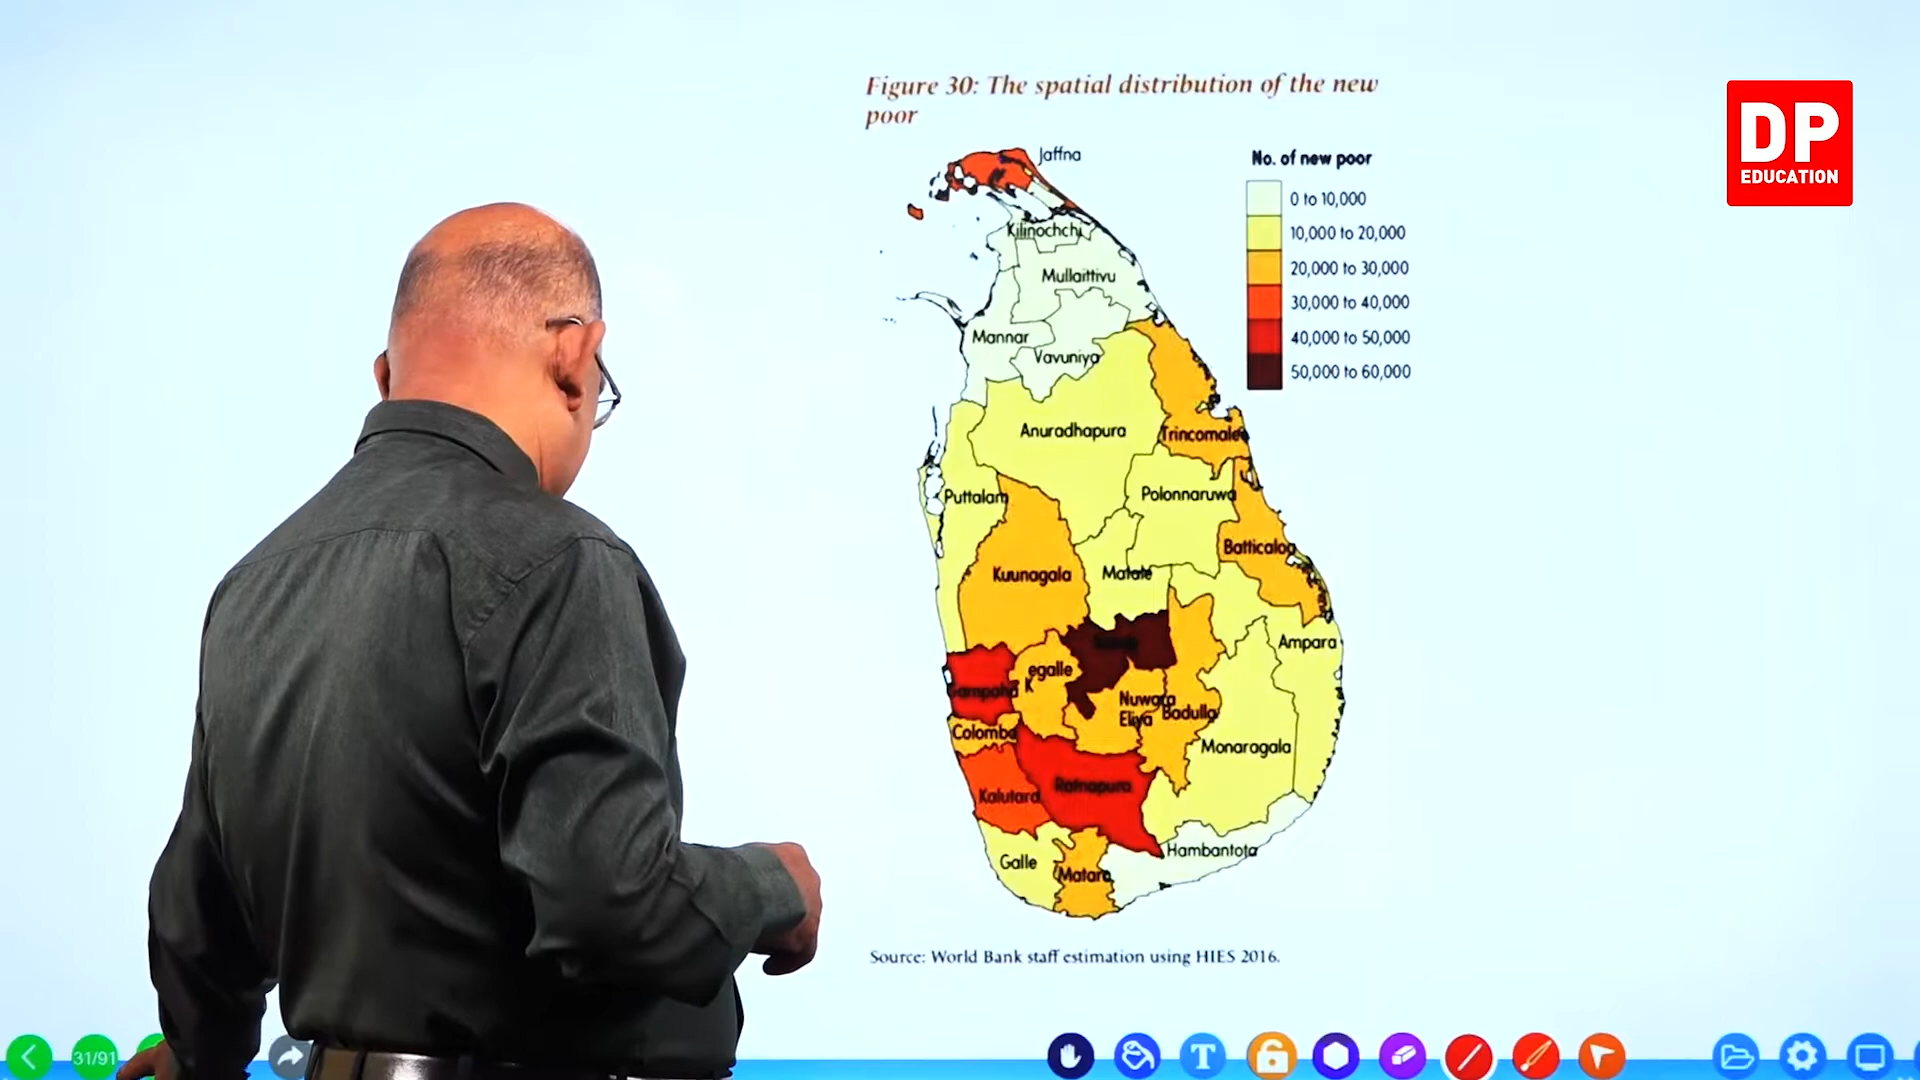 Figure 30: The spatial distribution of the new
poor
DP
EDUCATION
No. of new poor
0 to 10,000
10,000 to 20,000
20,000 to 30,000
30,000 to 40,000
40,000 to 50,000
50,000 to 60,000
Jaffna
Kilinochchi
Mullaittivu
Mannar
Vavuniya
Anuradhapura
Trincomalee
Puttalam
Polonnaruwa
Batticaloa
Kuunagala
Matale
Ampara
egalle
K
Gampaha
Nuwara
Eliya
Badulla
Colombo
Monaragala
Kalutara
Ratnapura
Hambantota
Galle
Matara
Source: World Bank staff estimation using HIES 2016.
31/91
T